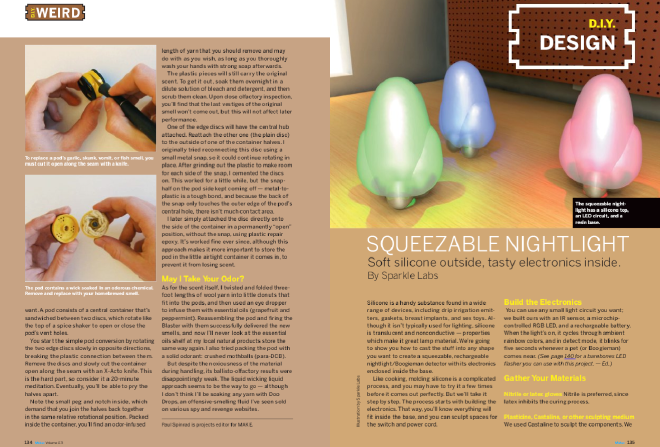 DIY WEIRD
To replace a pod's garlic, skunk, vomit, or fish smell, you
must cut it open along the seam with a knife.
The pod contains a wick soaked in an odorous chemical.
Remove and replace with your homebrewed smell.
want. A pod consists of a central container that's
sandwiched between two discs, which rotate like
the top of a spice shaker to open or close the
pod's vent holes.
You start the simple pod conversion by rotating
the two edge discs slowly in opposite directions,
breaking the plastic connection between them.
Remove the discs and slowly cut the container
open along the seam with an X-Acto knife. This
is the hard part, so consider it a 20-minute
meditation. Eventually, you'll be able to pry the
halves apart.
Note the small peg and notch inside, which
demand that you join the halves back together
in the same relative rotational position. Packed
inside the container, you'll find an odor-infused
length of yarn that you should remove and may
do with as you wish, as long as you thoroughly
wash your hands with strong soap afterwards.
The plastic pieces will still carry the original
scent. To get it out, soak them overnight in a
dilute solution of bleach and detergent, and then
scrub them clean. Upon close olfactory inspection,
you'll find that the last vestiges of the original
smell won't come out, but this will not affect later
performance.
One of the edge discs will have the central hub
attached. Reattach the other one (the plain disc)
to the outside of one of the container halves. I
originally tried reconnecting this disc using a
small metal snap, so it could continue rotating in
place. After grinding out the plastic to make room
for each side of the snap, I cemented the discs
on. This worked for a little while, but the snap-
half on the pod side kept coming off — metal-to-
plastic is a tough bond, and because the back of
the snap only touches the outer edge of the pod's
central hole, there isn't much contact area.
I later simply attached the disc directly onto
the side of the container in a permanently "open"
position, without the snap, using plastic repair
epoxy. It's worked fine ever since, although this
approach makes it more important to store the
pod in the little airtight container it comes in, to
prevent it from losing scent.
May I Take Your Odor?
As for the scent itself, I twisted and folded three-
foot lengths of wool yarn into little donuts that
fit into the pods, and then used an eye dropper
to infuse them with essential oils (grapefruit and
peppermint). Reassembling the pod and firing the
Blaster with them successfully delivered the new
smells, and now I'll never look at the essential
oils shelf at my local natural products store the
same way again. I also tried packing the pod with
a solid odorant: crushed mothballs (para-DCB).
But despite the noxiousness of the material
during handling, its ballistic olfactory results were
disappointingly weak. The liquid wicking liquid
approach seems to be the way to go — although
I don't think I'll be soaking any yarn with Doo
Drops, an offensive-smelling fluid I've seen sold
on various spy and revenge websites.
Paul Spinrad is projects editor for MAKE.
134
D.I.Y.
DESIGN
The squeezable night-
light has a silicone top,
an LED circuit, and a
resin base.
SQUEEZABLE NIGHTLIGHT
Soft silicone outside, tasty electronics inside.
By Sparkle Labs
Silicone is a handy substance found in a wide
range of devices, including drip irrigation emit-
ters, gaskets, breast implants, and sex toys. Al-
though it isn't typically used for lighting, silicone
is translucent and nonconductive — properties
which make it great lamp material. We're going
to show you how to cast the stuff into any shape
you want to create a squeezable, rechargeable
nightlight/Boogeyman detector with its electronics
enclosed inside the base.
Like cooking, molding silicone is a complicated
process, and you may have to try it a few times
before it comes out perfectly. But we'll take it
step by step. The process starts with building the
electronics. That way, you'll know everything will
fit inside the base, and you can sculpt spaces for
the switch and power cord.
Build the Electronics
You can use any small light circuit you want;
we built ours with an IR sensor, a microchip-
controlled RGB LED, and a rechargeable battery.
When the light's on, it cycles through ambient
rainbow colors, and in detect mode, it blinks for
five seconds whenever a pet (or Boogeyman)
comes near. (See page 140 for a barebones LED
flasher you can use with this project. — Ed.)
Gather Your Materials
Nitrile or latex gloves Nitrile is preferred, since
latex inhibits the curing process.
Plastiline, Castaline, or other sculpting medium
We used Castaline to sculpt the components. We
135